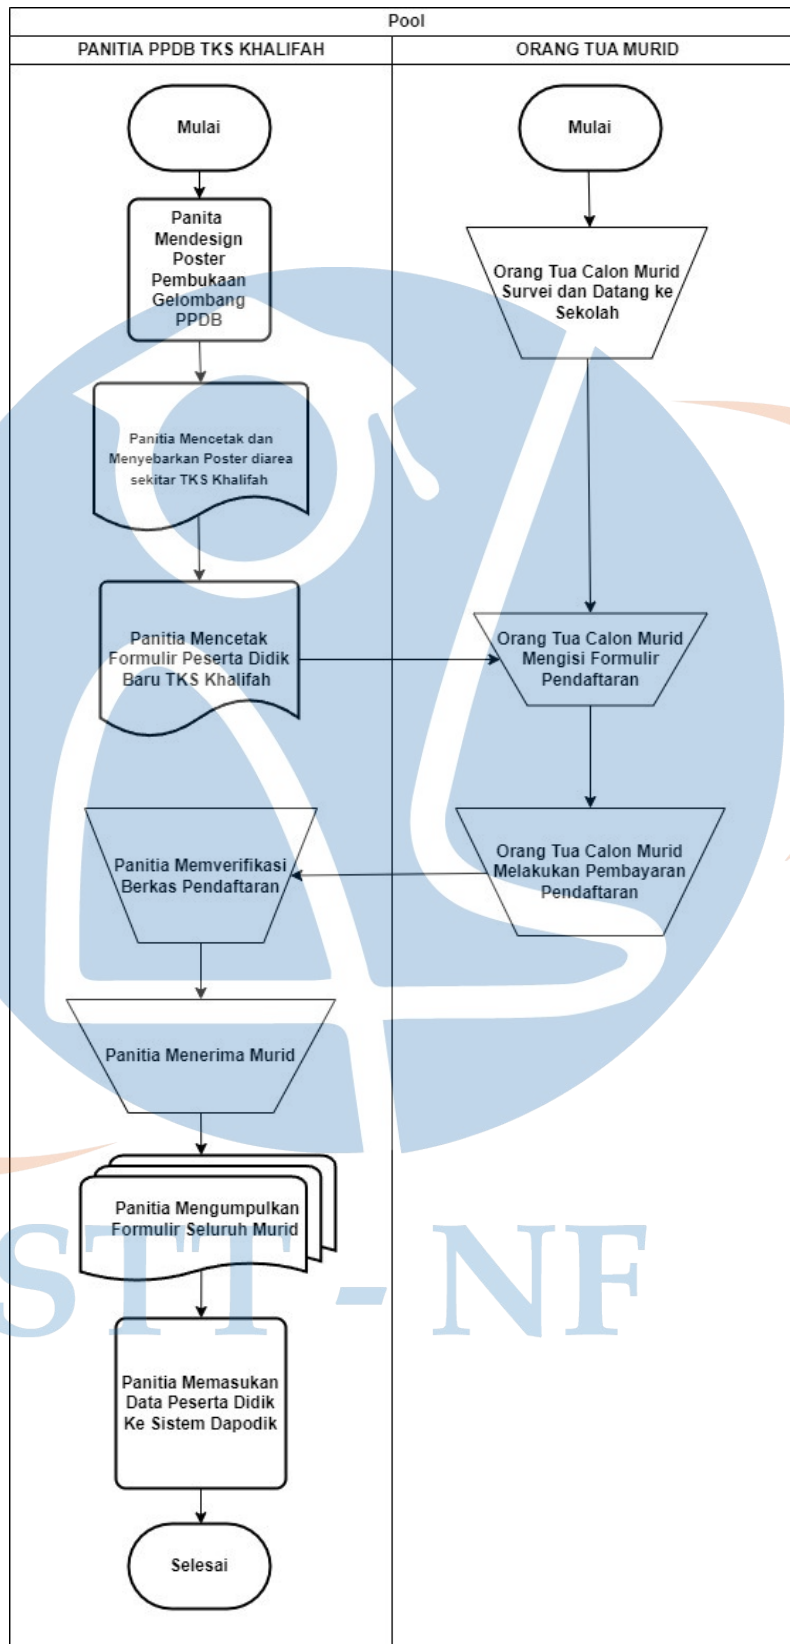 Pool
PANITIA PPDB TKS KHALIFAH
ORANG TUA MURID
Mulai
Mulai
Panita
Mendesign
Poster
Pembukaan
Gelombang
PPDB
Orang Tua Calon Murid
Survei dan Datang ke
Sekolah
Panitia Mencetak dan
Menyebarkan Poster diarea
sekitar TKS Khalifah
Panitia Mencetak
Formulir Peserta Didik
Baru TKS Khalifah
Orang Tua Calon Murid
Mengisi Formulir
Pendaftaran
Panitia Memverifikasi
Berkas Pendaftaran
Orang Tua Calon Murid
Melakukan Pembayaran
Pendaftaran
Panitia Menerima Murid
Panitia Mengumpulkan
Formulir Seluruh Murid
STT - NF
Panitia Memasukan
Data Peserta Didik
Ke Sistem Dapodik
Selesai